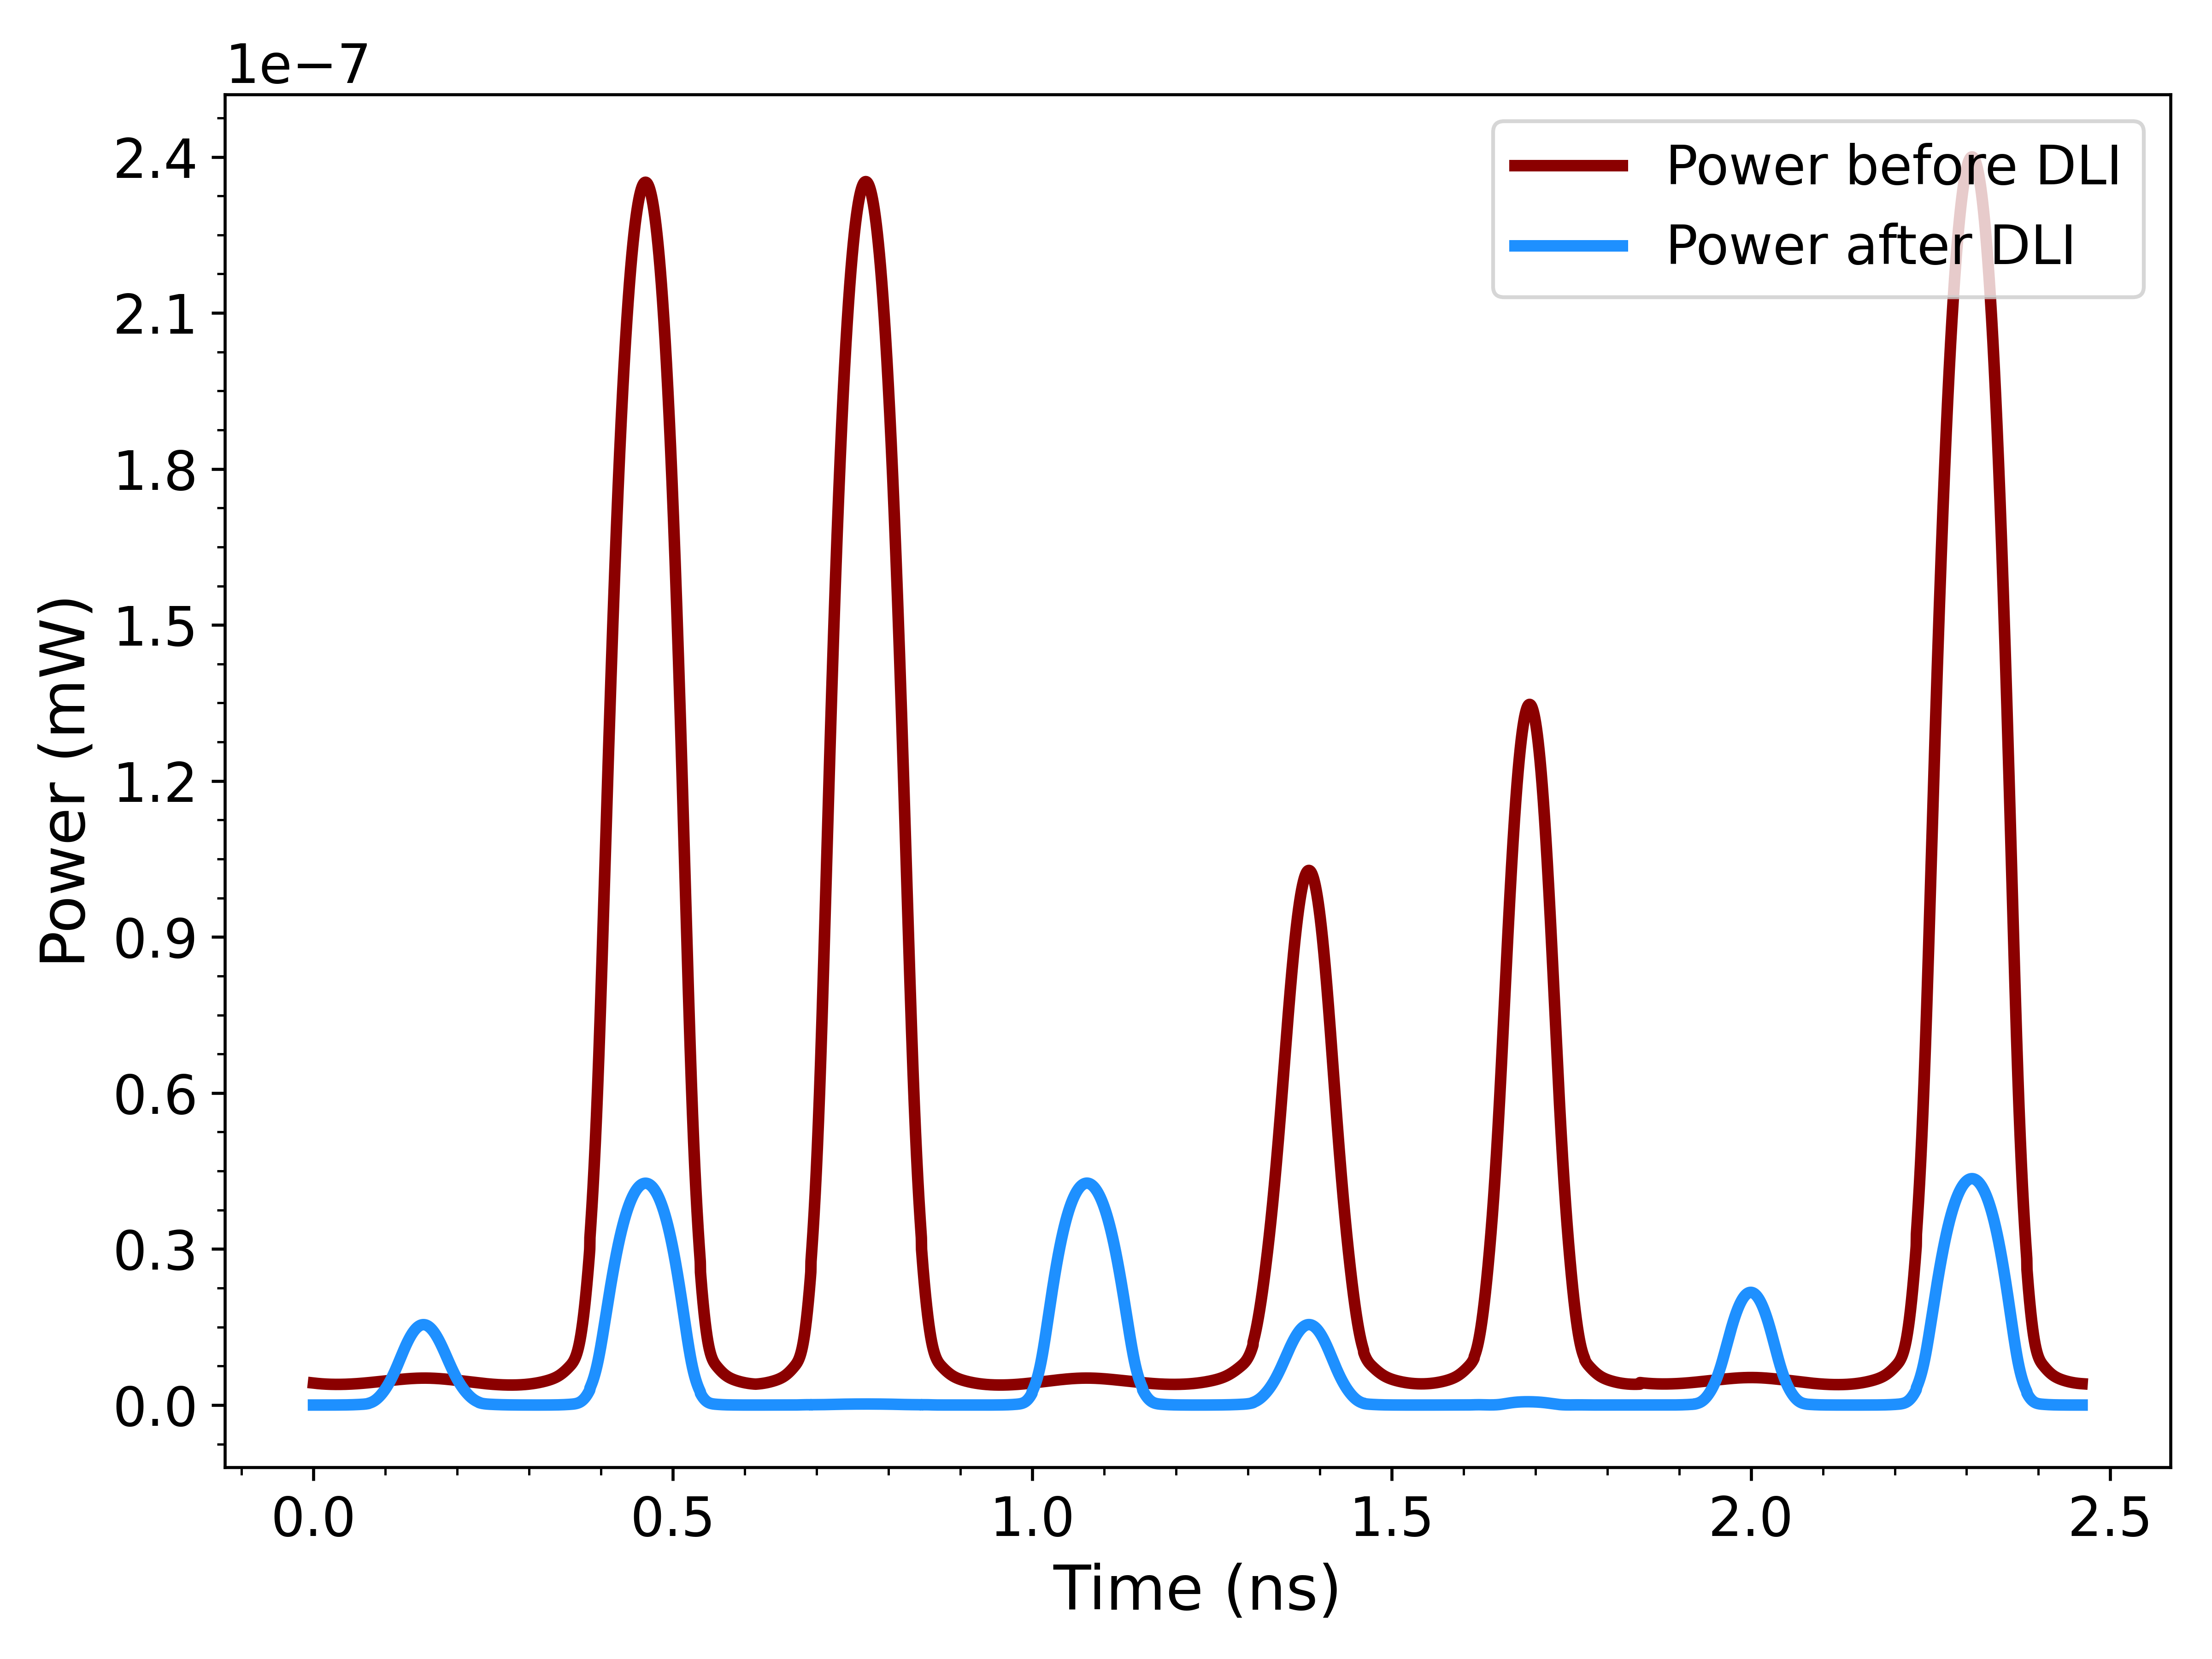 1e−7
Power before DLI
Power after DLI
2.4
2.1
1.8
1.5
1.2
0.9
0.6
0.3
0.0
Power (mW)
0.0 0.5 1.0 1.5 2.0 2.5
Time (ns)